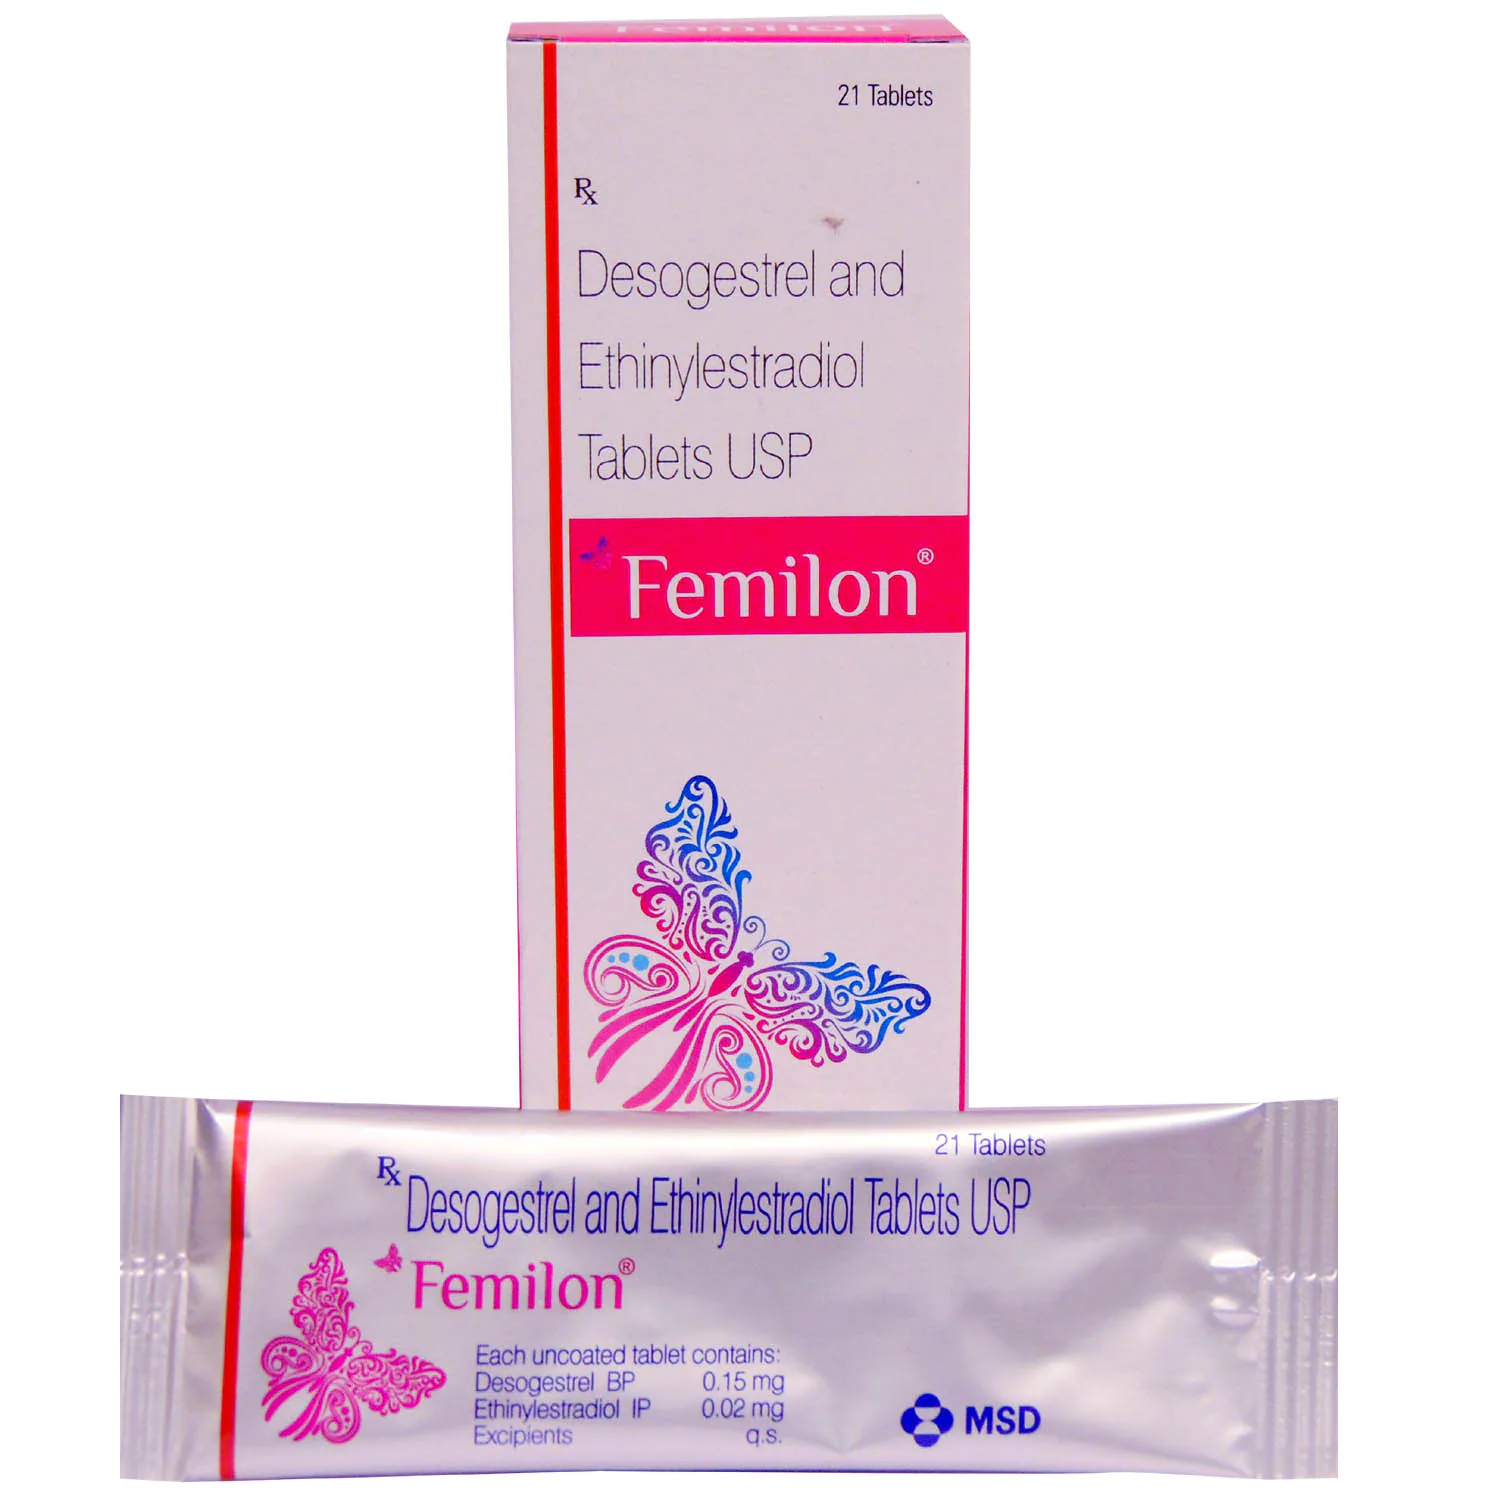 Femilon
21 Tablets
Rx
Desogestrel and
Ethinylestradiol
Tablets USP
Femilon®
21 Tablets
Rx Desogestrel and Ethinylestradiol Tablets USP
Femilon®
Each uncoated tablet contains:
Desogestrel BP 0.15 mg
Ethinylestradiol IP 0.02 mg
Excipients q.s.
MSD